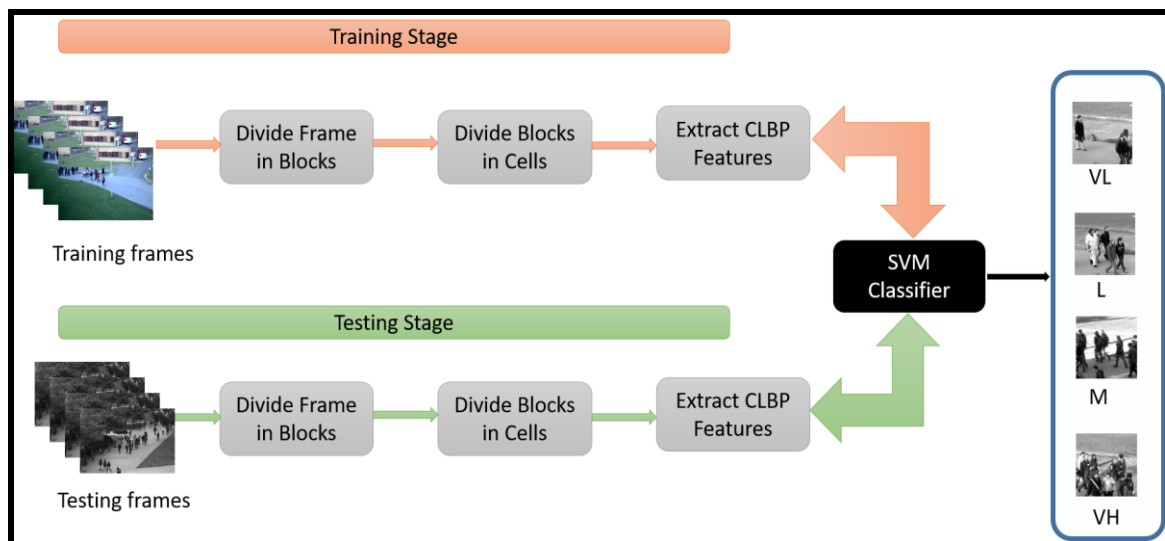 Training Stage
Divide Frame
in Blocks
Divide Blocks
in Cells
Extract CLBP
Features
Training frames
SVM
Classifier
Testing Stage
Divide Frame
in Blocks
Divide Blocks
in Cells
Extract CLBP
Features
Testing frames
VL
L
M
VH